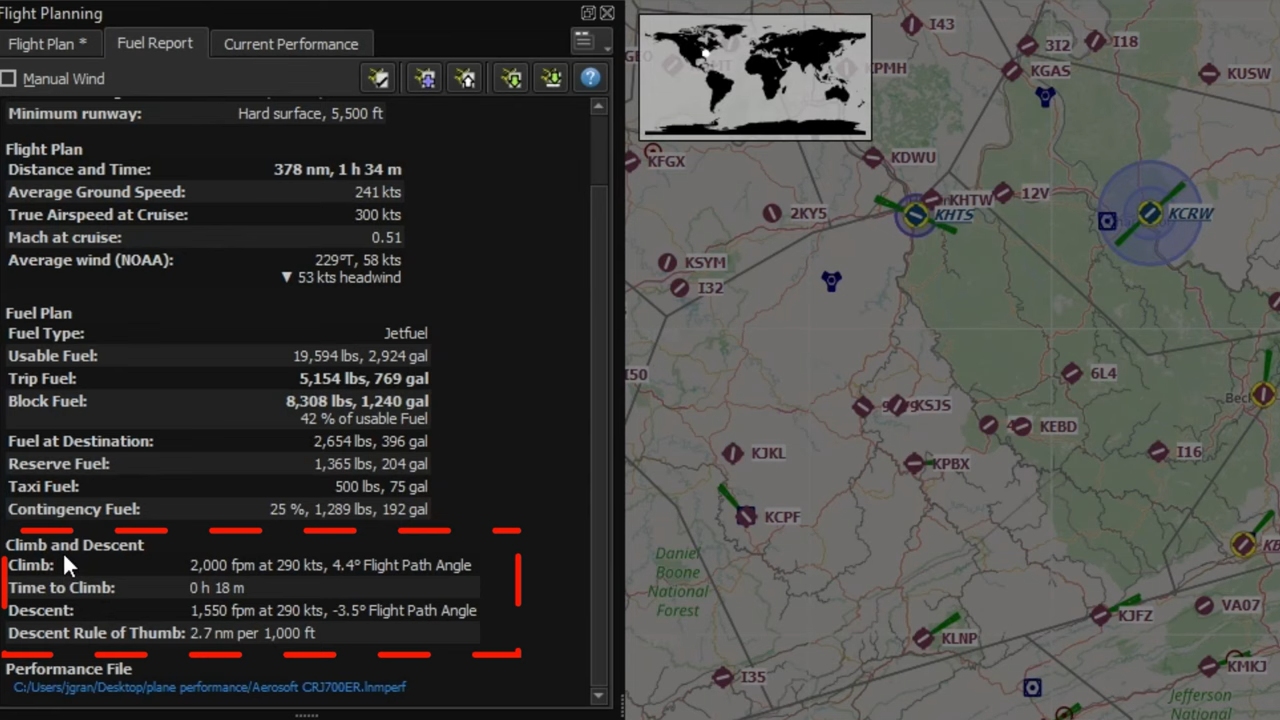 Flight Planning
Flight Plan *
Fuel Report
Current Performance
Manual Wind
Minimum runway: Hard surface, 5,500 ft
Flight Plan
Distance and Time: 378 nm, 1 h 34 m
Average Ground Speed: 241 kts
True Airspeed at Cruise: 300 kts
Mach at cruise: 0.51
Average wind (NOAA): 229°T, 58 kts
▼ 53 kts headwind
Fuel Plan
Fuel Type: Jetfuel
Usable Fuel: 19,594 lbs, 2,924 gal
Trip Fuel: 5,154 lbs, 769 gal
Block Fuel: 8,308 lbs, 1,240 gal
42 % of usable Fuel
Fuel at Destination: 2,654 lbs, 396 gal
Reserve Fuel: 1,365 lbs, 204 gal
Taxi Fuel: 500 lbs, 75 gal
Contingency Fuel: 25 %, 1,289 lbs, 192 gal
Climb and Descent
Climb: 2,000 fpm at 290 kts, 4.4° Flight Path Angle
Time to Climb: 0 h 18 m
Descent: 1,550 fpm at 290 kts, -3.5° Flight Path Angle
Descent Rule of Thumb: 2.7 nm per 1,000 ft
Performance File
C:/Users/jgran/Desktop/plane performance/Aerosoft CRJ700ER.lnmperf
I43
3I2
I18
KPMH
KGAS
KUSW
KFGX
KDWU
KHTW
12V
2KY5
KHTS
KCRW
KSYM
I32
I50
6L4
KSJS
KEBD
KJKL
KPBX
I16
KCPF
Daniel
Boone
National
Forest
VA07
KJFZ
KLNP
I35
KMKJ
Jefferson
National